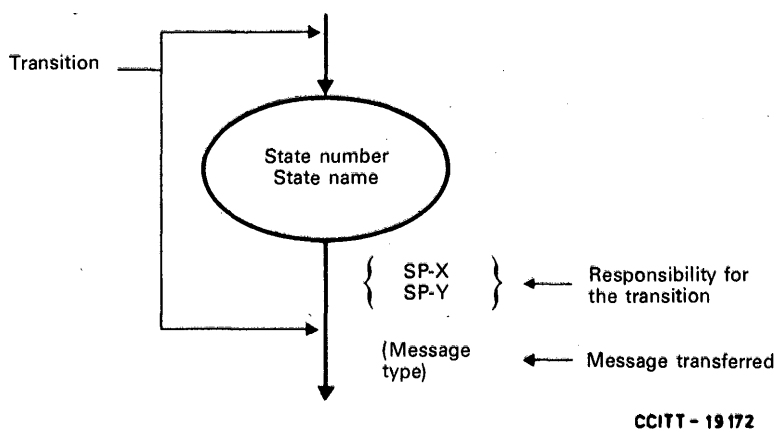 Transition
State number
State name
{ SP-X }
{ SP-Y }
Responsibility for
the transition
(Message
type)
Message transferred
CCITT - 19172